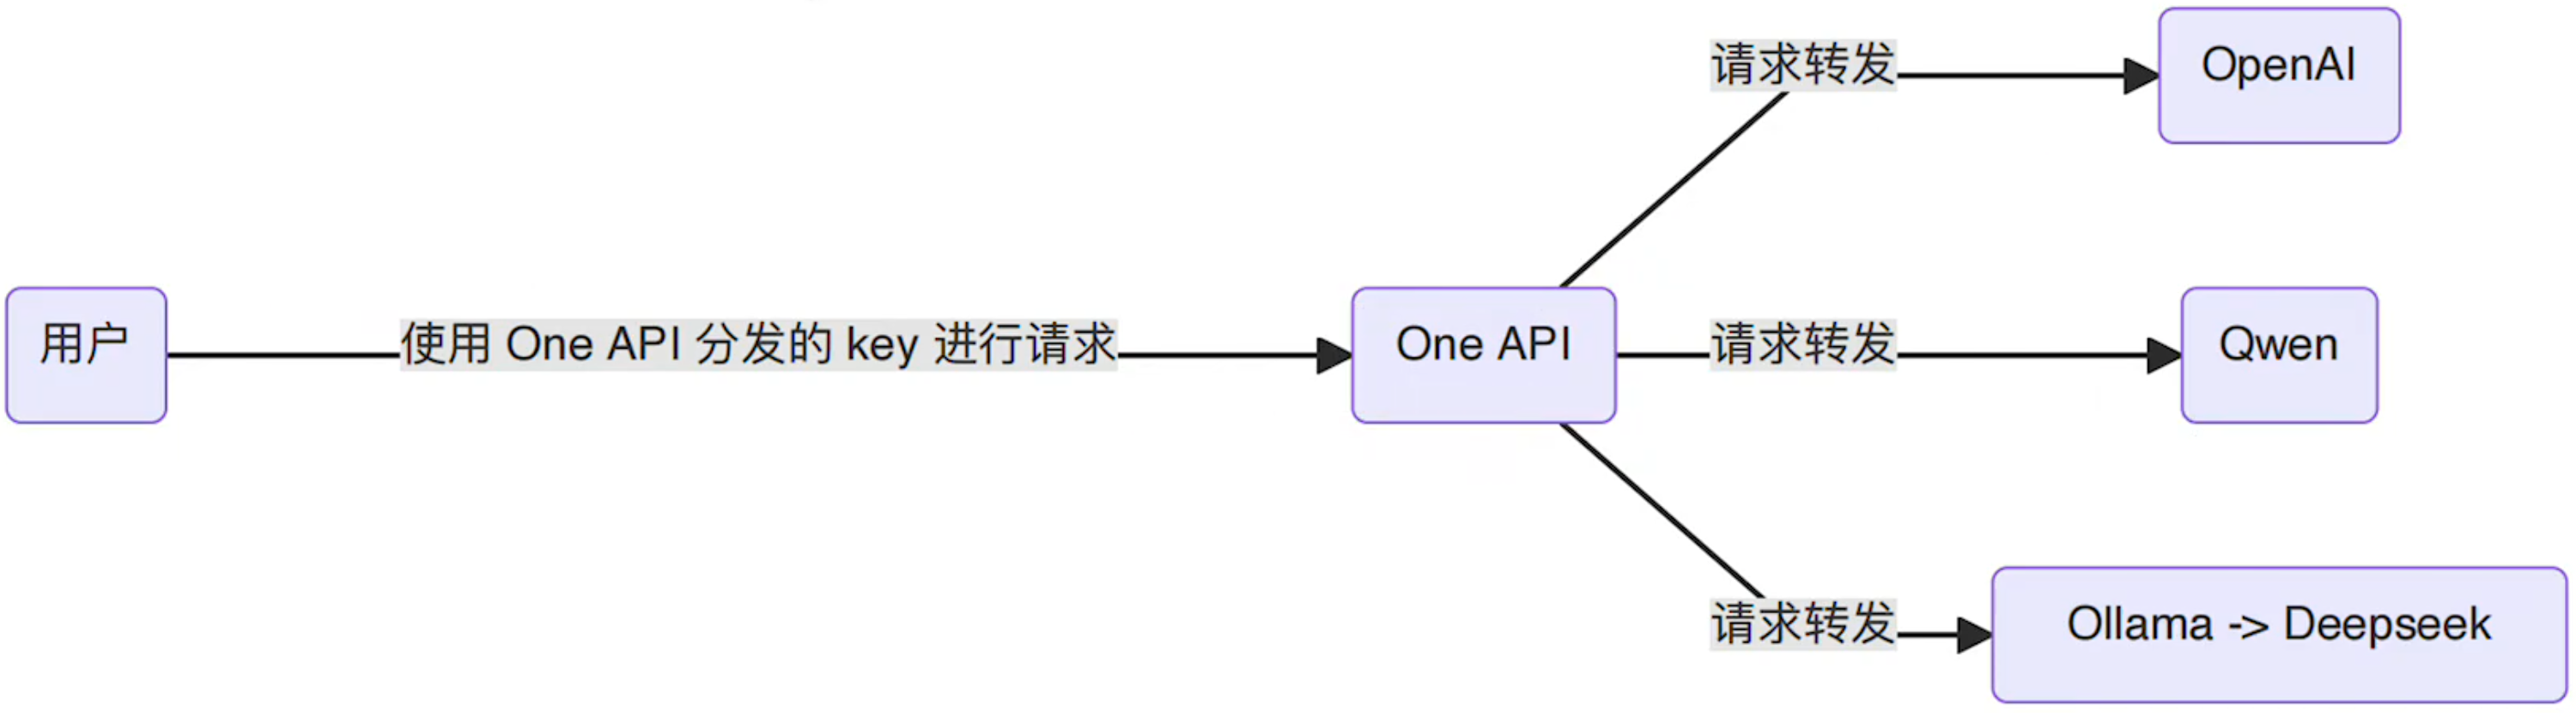 用户
使用 One API 分发的 key 进行请求
One API
请求转发
OpenAI
请求转发
Qwen
请求转发
Ollama -> Deepseek